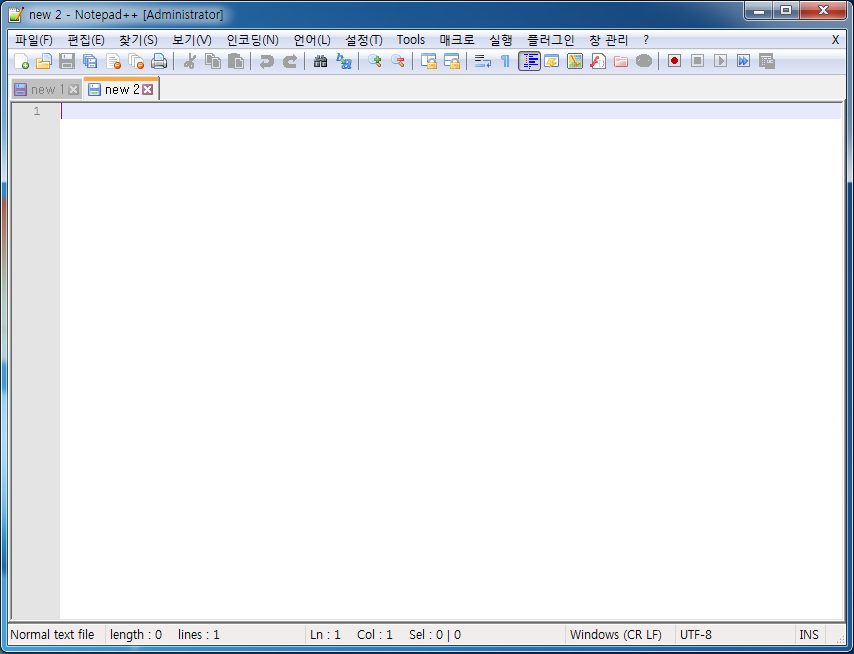 new 2 - Notepad++ [Administrator]
파일(F) 편집(E) 찾기(S) 보기(V) 인코딩(N) 언어(L) 설정(T) Tools 매크로 실행 플러그인 창 관리 ? X
new 1 new 2
1
Normal text file length : 0 lines : 1 Ln : 1 Col : 1 Sel : 0 | 0 Windows (CR LF) UTF-8 INS